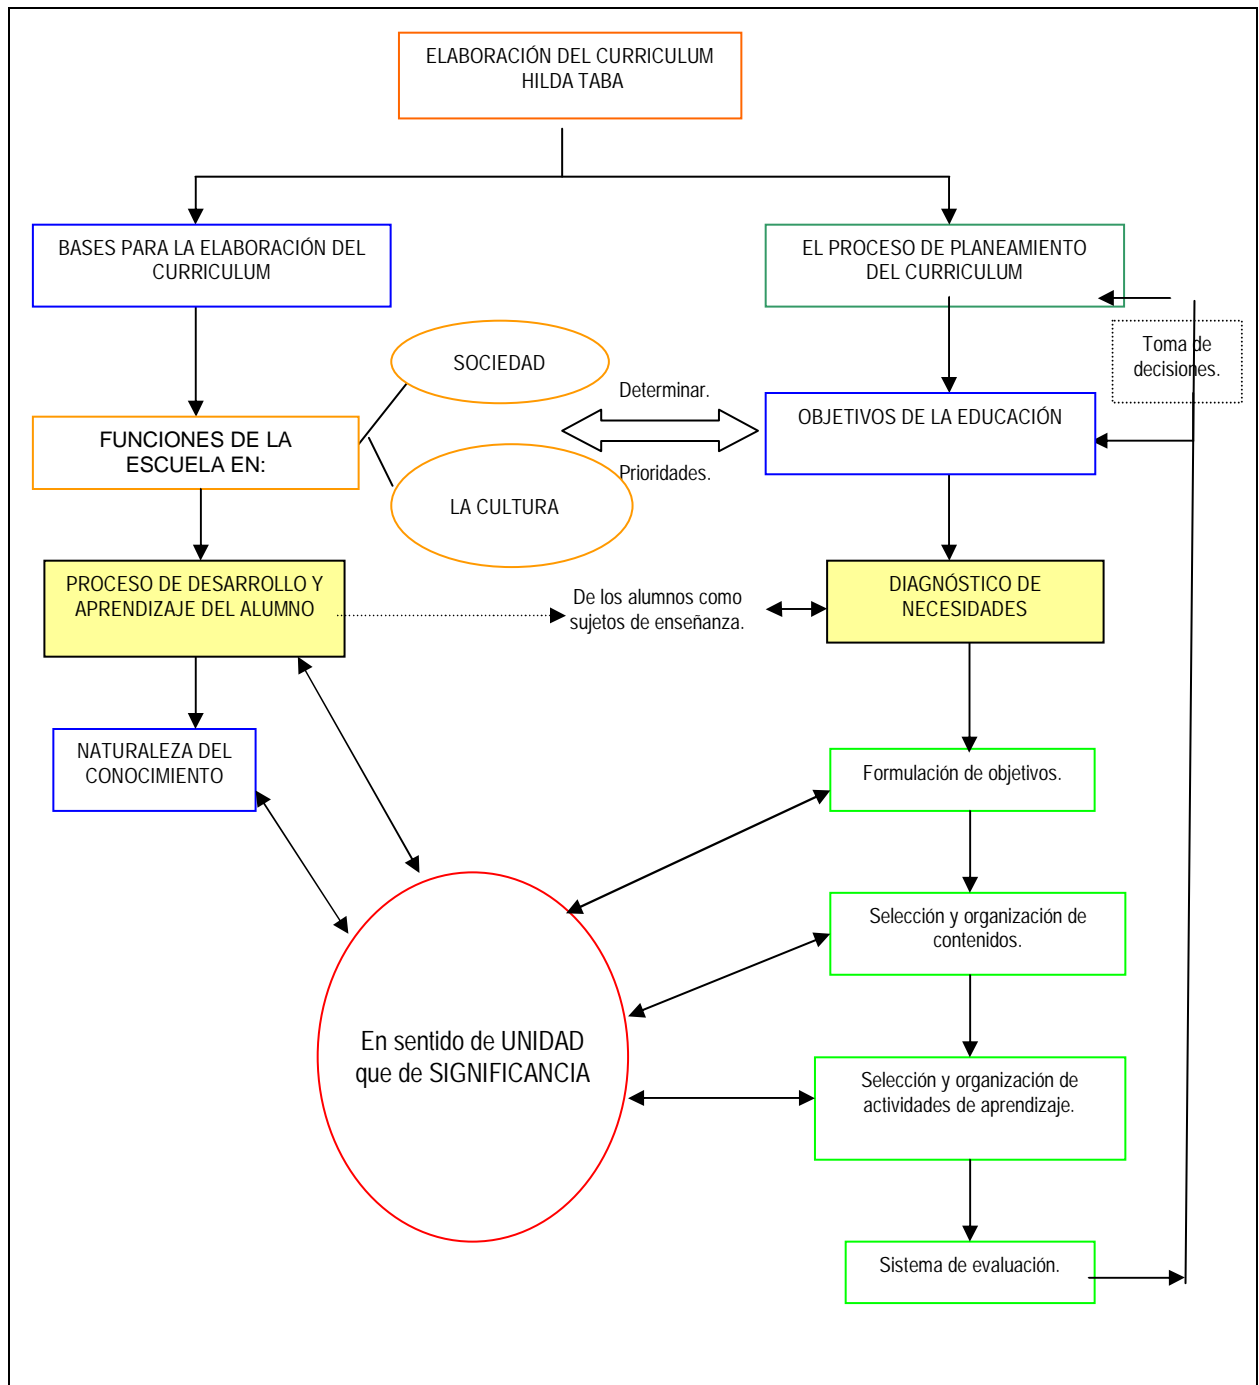 ELABORACIÓN DEL CURRICULUM
HILDA TABA
BASES PARA LA ELABORACIÓN DEL
CURRICULUM
EL PROCESO DE PLANEAMIENTO
DEL CURRICULUM
Toma de
decisiones.
SOCIEDAD
Determinar.
OBJETIVOS DE LA EDUCACIÓN
FUNCIONES DE LA
ESCUELA EN:
Prioridades.
LA CULTURA
PROCESO DE DESARROLLO Y
APRENDIZAJE DEL ALUMNO
De los alumnos como
sujetos de enseñanza.
DIAGNÓSTICO DE
NECESIDADES
NATURALEZA DEL
CONOCIMIENTO
Formulación de objetivos.
Selección y organización de
contenidos.
En sentido de UNIDAD
que de SIGNIFICANCIA
Selección y organización de
actividades de aprendizaje.
Sistema de evaluación.